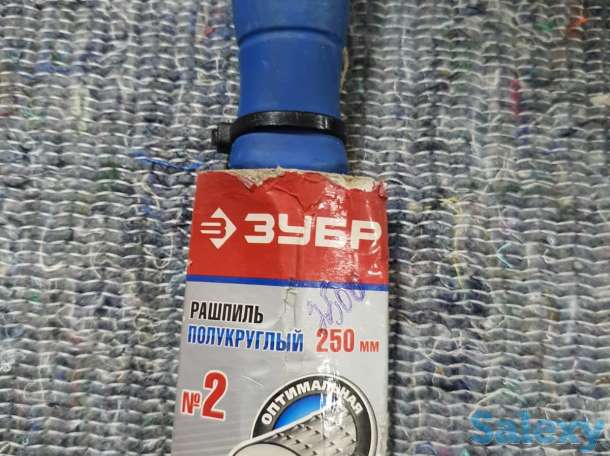 ЗУБР
РАШПИЛЬ
ПОЛУКРУГЛЫЙ 250 мм
№2
ОПТИМАЛЬНАЯ
Salexy